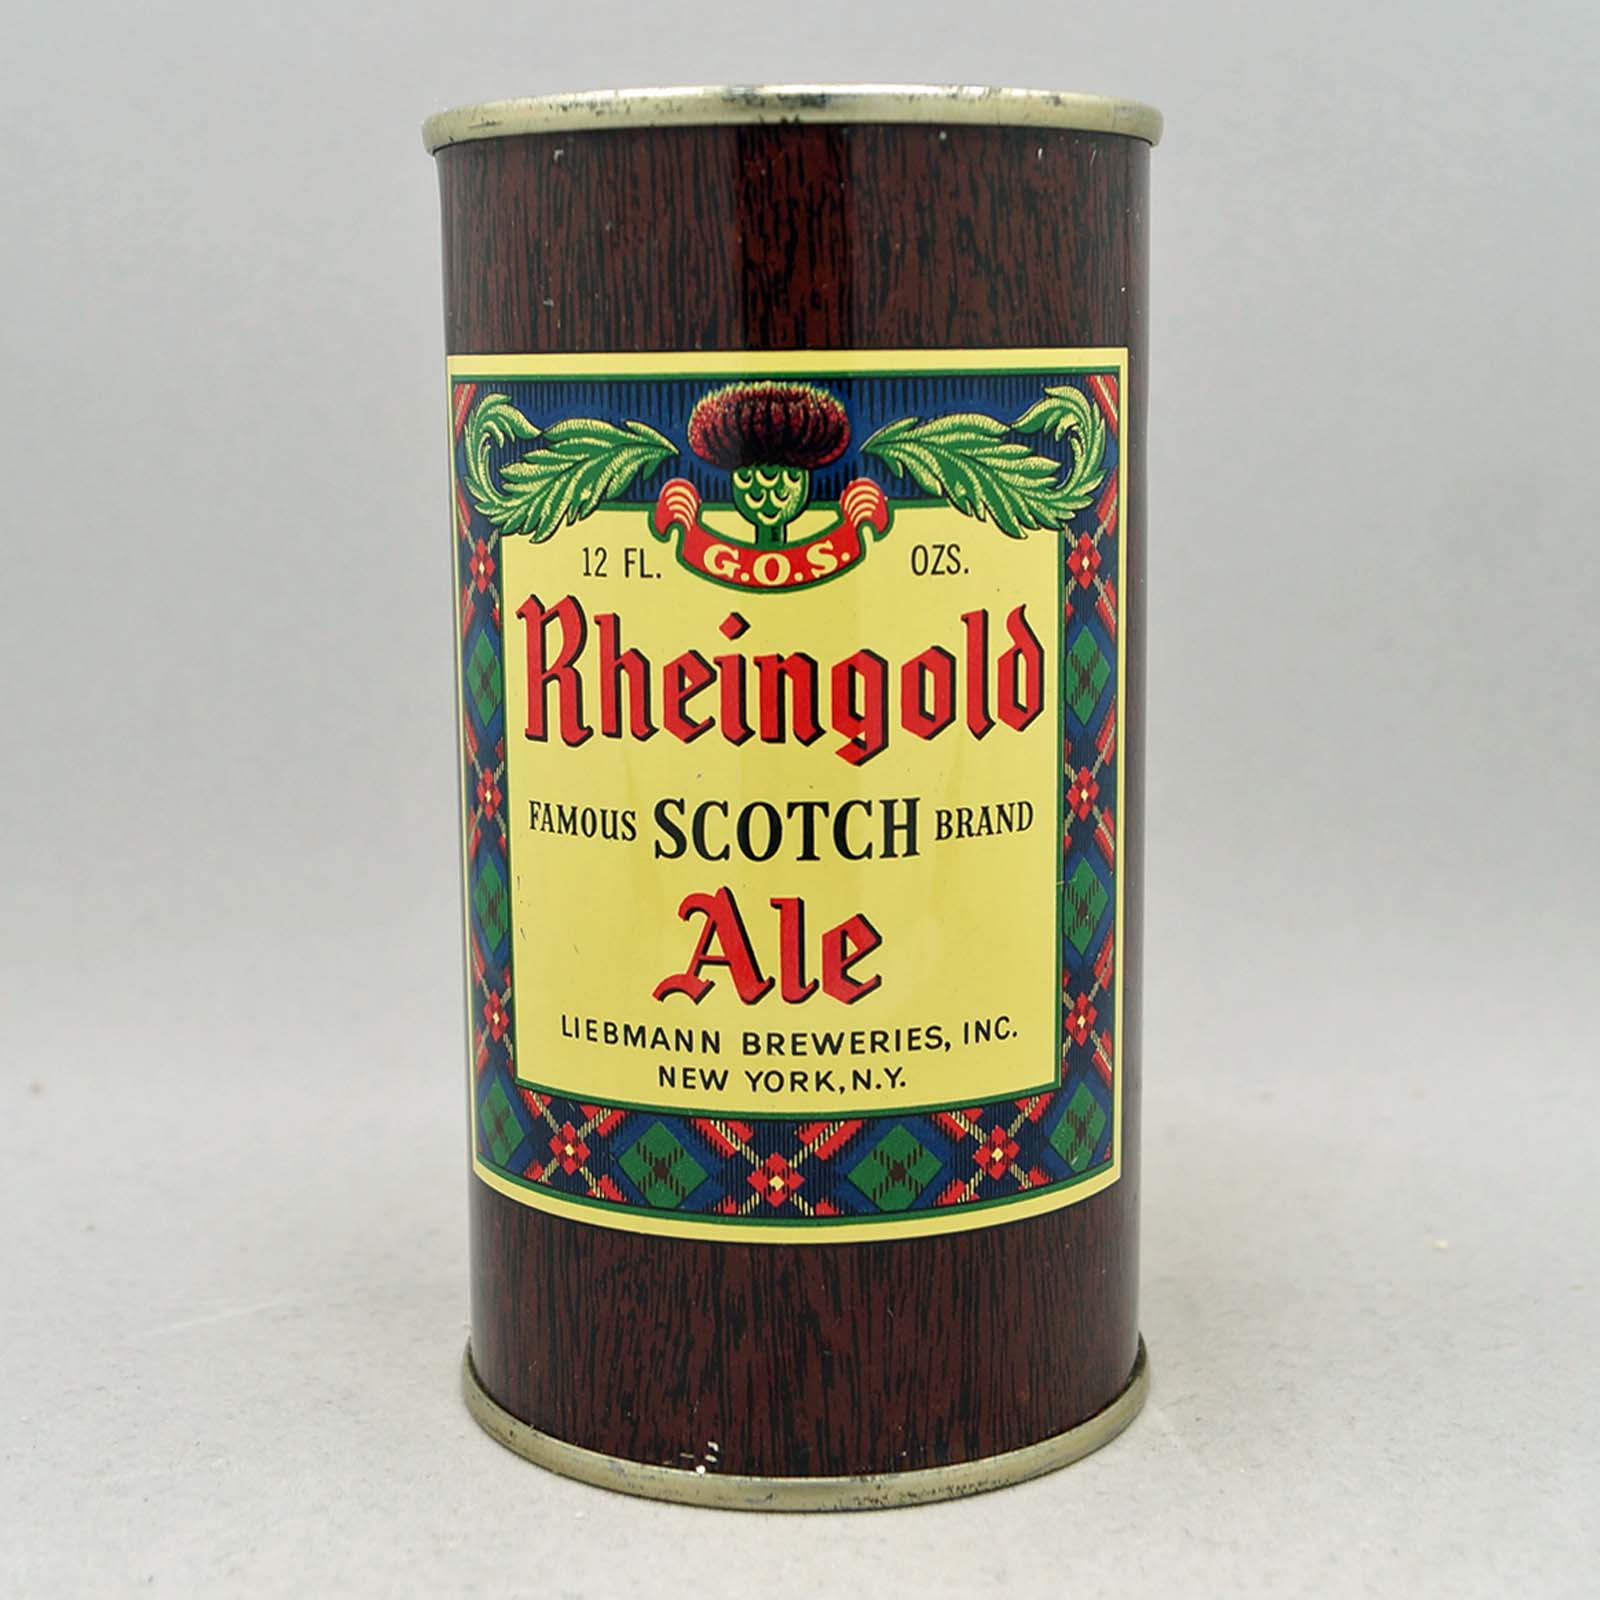 G.O.S.
12 FL. OZS.
Rheingold
FAMOUS SCOTCH BRAND
Ale
LIEBMANN BREWERIES, INC.
NEW YORK, N.Y.